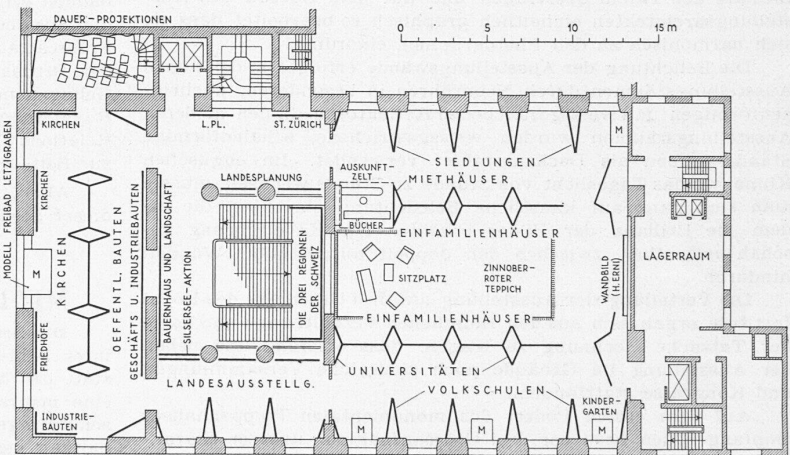 DAUER – PROJEKTIONEN
0 5 10 15 m
KIRCHEN
L. PL.
ST. ZÜRICH
M
SIEDLUNGEN
MIETHÄUSER
LANDESPLANUNG
AUSKUNFT-
ZELT
BÜCHER
MODELL FREIBAD LETZIGRABEN
KIRCHEN
KIRCHEN
OEFFENTL. BAUTEN
GESCHÄFTS U. INDUSTRIEBAUTEN
BAUERNHAUS UND LANDSCHAFT
SILSERSEE – AKTION
DIE DREI REGIONEN
DER SCHWEIZ
EINFAMILIENHÄUSER
SITZPLATZ
ZINNOBER-
ROTER
TEPPICH
WANDBILD
(H.ERNI)
LAGERRAUM
M
EINFAMILIENHÄUSER
FRIEDHÖFE
UNIVERSITÄTEN
LANDESAUSSTELLG.
VOLKSCHULEN
KINDER-
GARTEN
INDUSTRIE-
BAUTEN
M
M
M